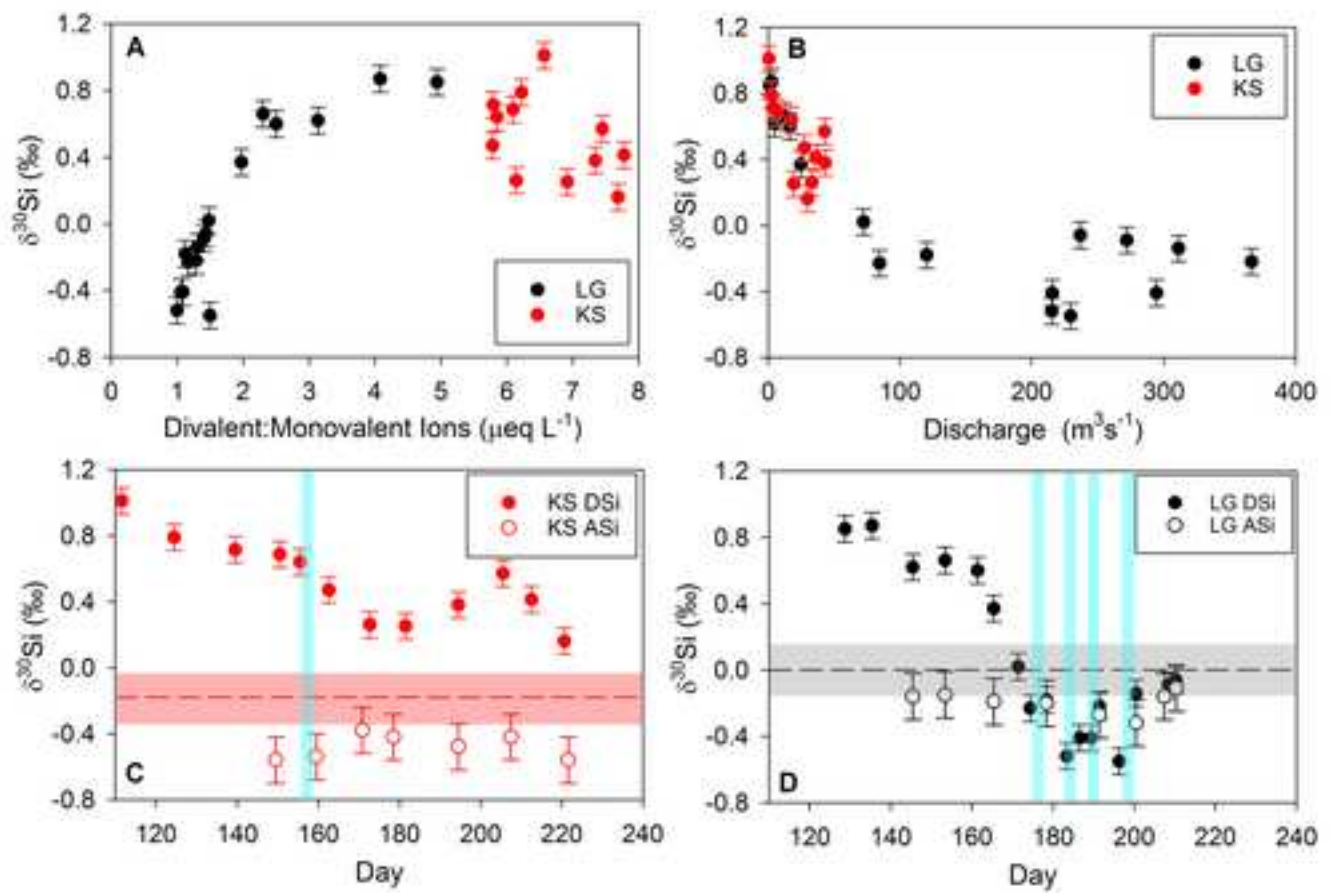 A
1.2
0.8
0.4
0.0
-0.4
-0.8
δ³⁰Si (‰)
LG
KS
0 1 2 3 4 5 6 7 8
Divalent:Monovalent Ions (μeq L⁻¹)
B
1.2
0.8
0.4
0.0
-0.4
-0.8
δ³⁰Si (‰)
LG
KS
0 100 200 300 400
Discharge (m³s⁻¹)
1.2
0.8
0.4
0.0
-0.4
-0.8
δ³⁰Si (‰)
KS DSi
KS ASi
C
120 140 160 180 200 220 240
Day
1.2
0.8
0.4
0.0
-0.4
-0.8
δ³⁰Si (‰)
LG DSi
LG ASi
D
120 140 160 180 200 220 240
Day